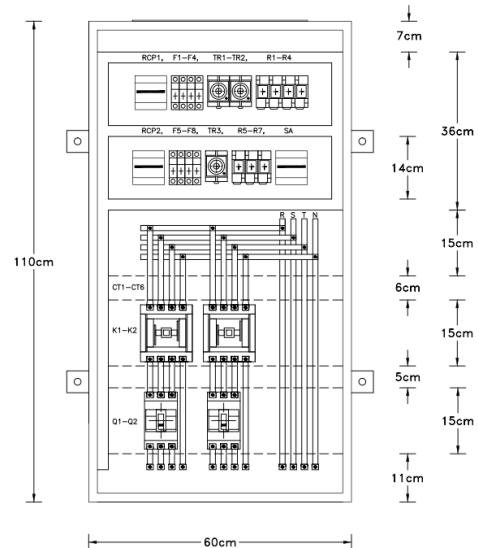 7cm
RCP1, F1-F4, TR1-TR2, R1-R4
36cm
RCP2, F5-F8, TR3, R5-R7, SA
14cm
R S T N
15cm
110cm
6cm
CT1-CT6
K1-K2
15cm
5cm
Q1-Q2
15cm
11cm
60cm